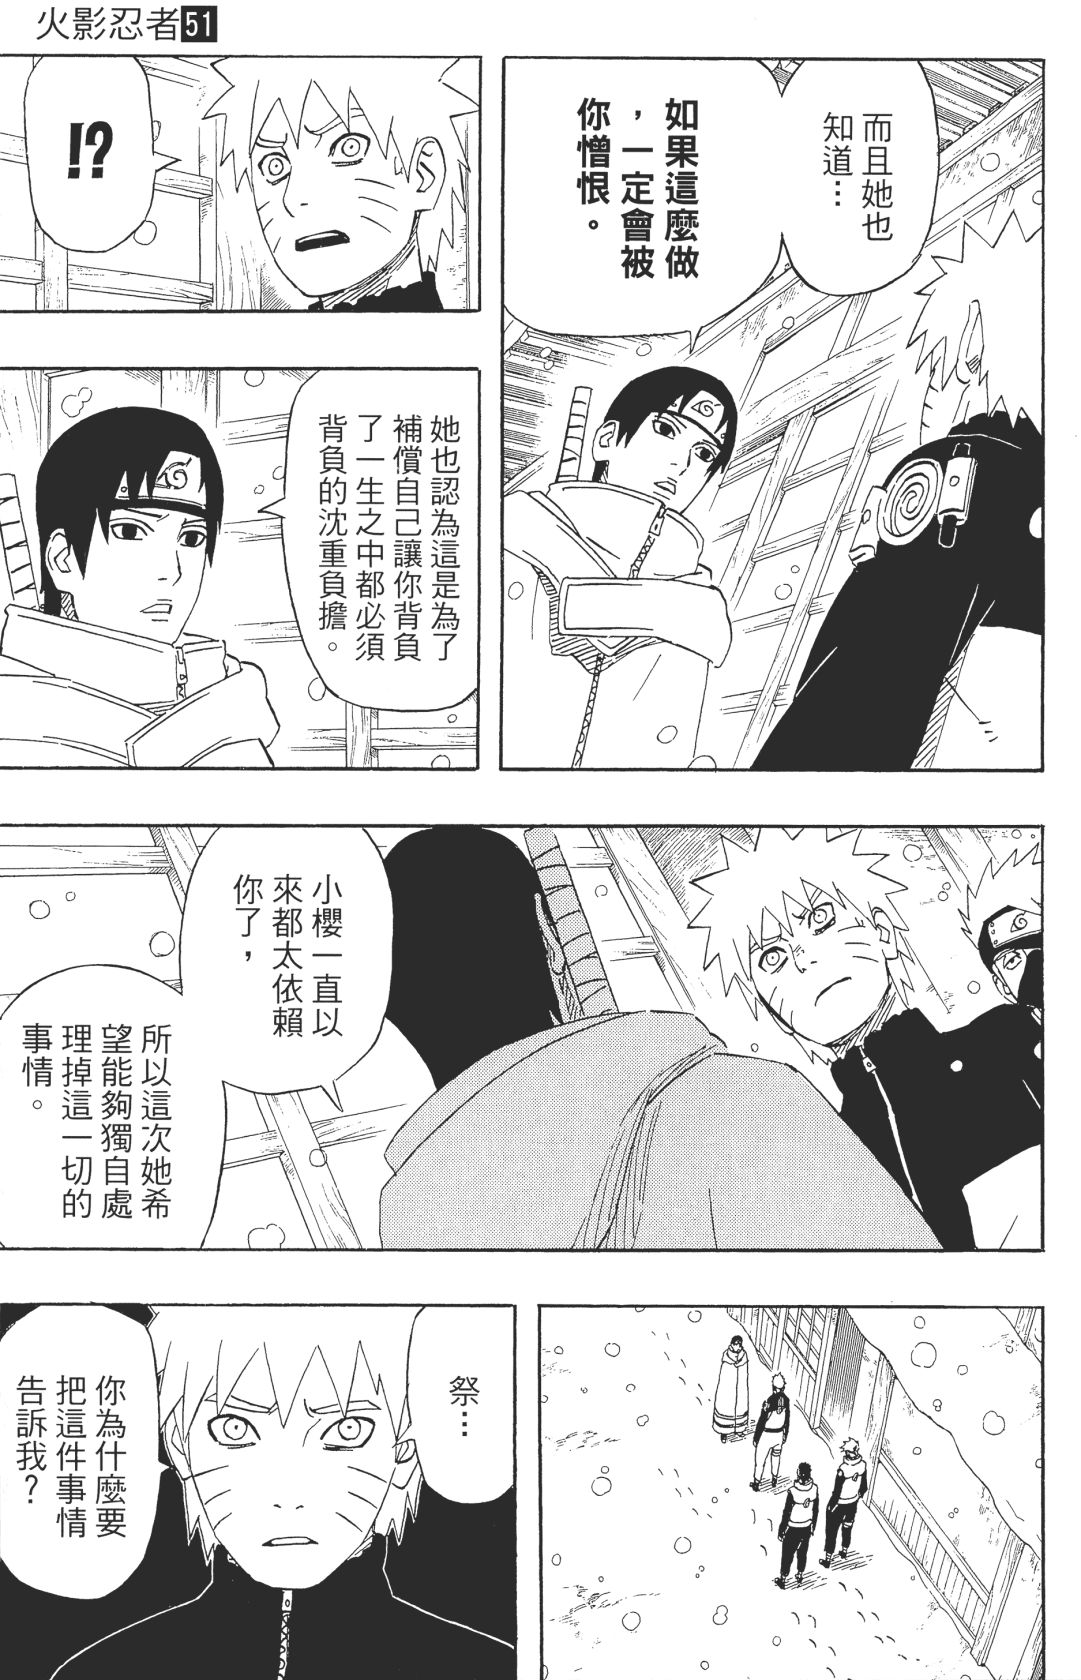 火影忍者51
而且她也
知道…
如果這麼做
，一定會被
你憎恨。
!?
她也認為這是為了
補償自己讓你背負
了一生之中都必須
背負的沈重負擔。
小櫻一直以
來都太依賴
你了，
所以這次她希
望能夠獨自處
理掉這一切的
事情。
祭…
你為什麼要
把這件事情
告訴我？